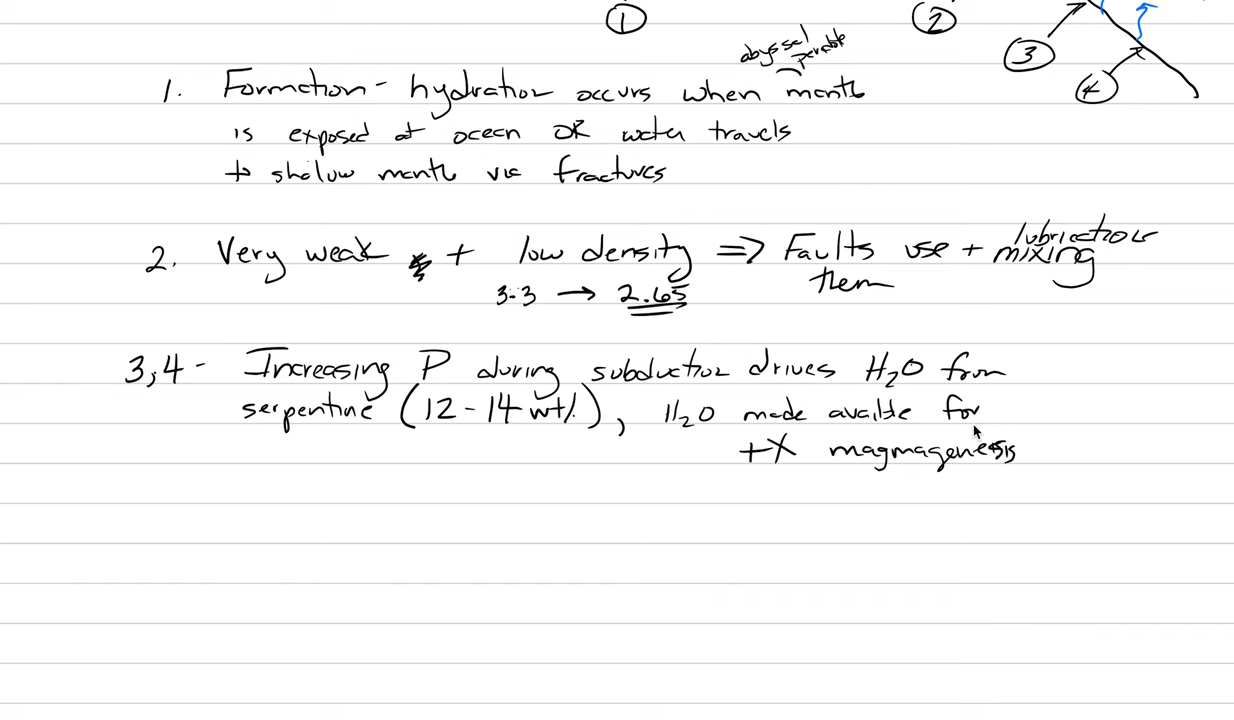 ① ②
③
④
abyssal
peridotite
1. Formation - hydration occurs when mantle
is exposed at ocean OR water travels
to shallow mantle via fractures
lubrication
2. Very weak + low density ⇒ Faults use + mixing
them
3.3 → 2.65
3,4 - Increasing P during subduction drives H₂O from
serpentine (12-14 wt%), H₂O made availble for
+X magmagenesis